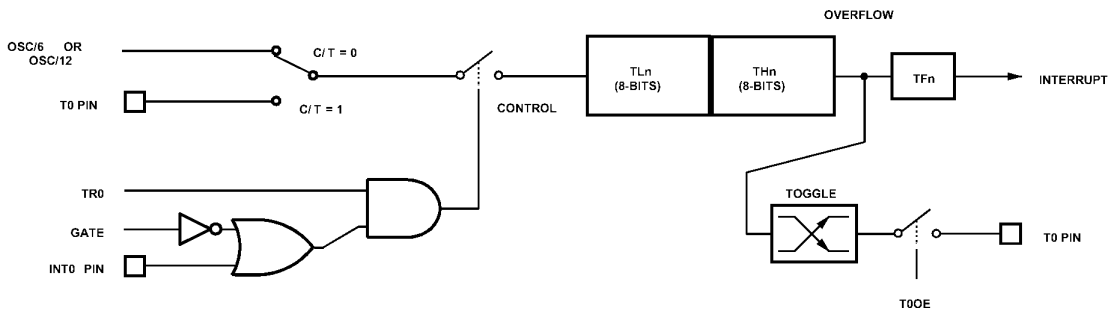 OVERFLOW
OSC/6 OR
OSC/12
C/T = 0
TLn
(8-BITS)
THn
(8-BITS)
TFn
INTERRUPT
T0 PIN
C/T = 1
CONTROL
TR0
TOGGLE
GATE
T0 PIN
INT0 PIN
T0OE